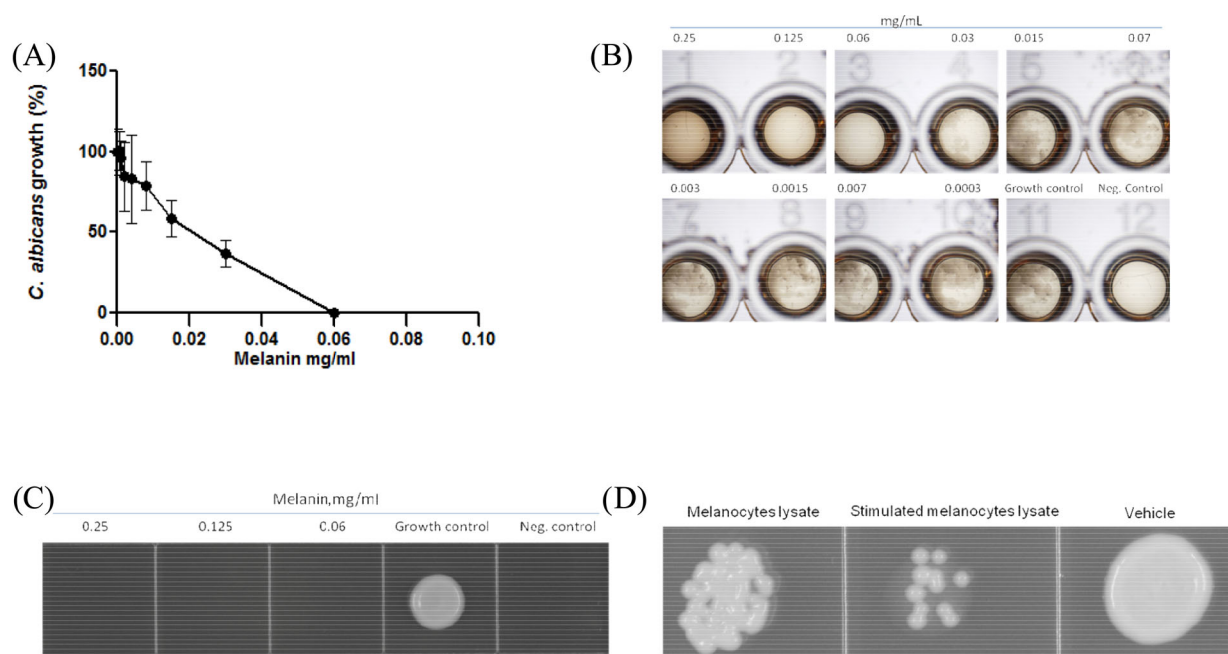 (A)
150
100
50
0
C. albicans growth (%)
0.00 0.02 0.04 0.06 0.08 0.10
Melanin mg/ml
(B)
mg/mL
0.25 0.125 0.06 0.03 0.015 0.07
1 2 3 4 5 6
0.003 0.0015 0.007 0.0003 Growth control Neg. Control
7 8 9 10 11 12
(C)
Melanin,mg/ml
0.25 0.125 0.06 Growth control Neg. control
(D)
Melanocytes lysate Stimulated melanocytes lysate Vehicle